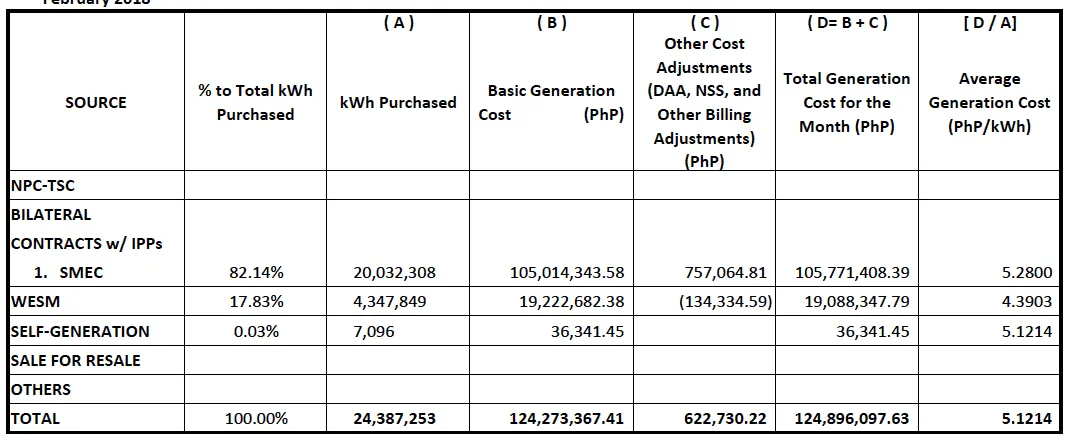 February 2018
SOURCE
% to Total kWh
Purchased
( A )
kWh Purchased
( B )
Basic Generation
Cost (PhP)
( C )
Other Cost
Adjustments
(DAA, NSS, and
Other Billing
Adjustments)
(PhP)
( D= B + C )
Total Generation
Cost for the
Month (PhP)
[ D / A]
Average
Generation Cost
(PhP/kWh)
NPC-TSC
BILATERAL
CONTRACTS w/ IPPs
1. SMEC 82.14% 20,032,308 105,014,343.58 757,064.81 105,771,408.39 5.2800
WESM 17.83% 4,347,849 19,222,682.38 (134,334.59) 19,088,347.79 4.3903
SELF-GENERATION 0.03% 7,096 36,341.45 36,341.45 5.1214
SALE FOR RESALE
OTHERS
TOTAL 100.00% 24,387,253 124,273,367.41 622,730.22 124,896,097.63 5.1214